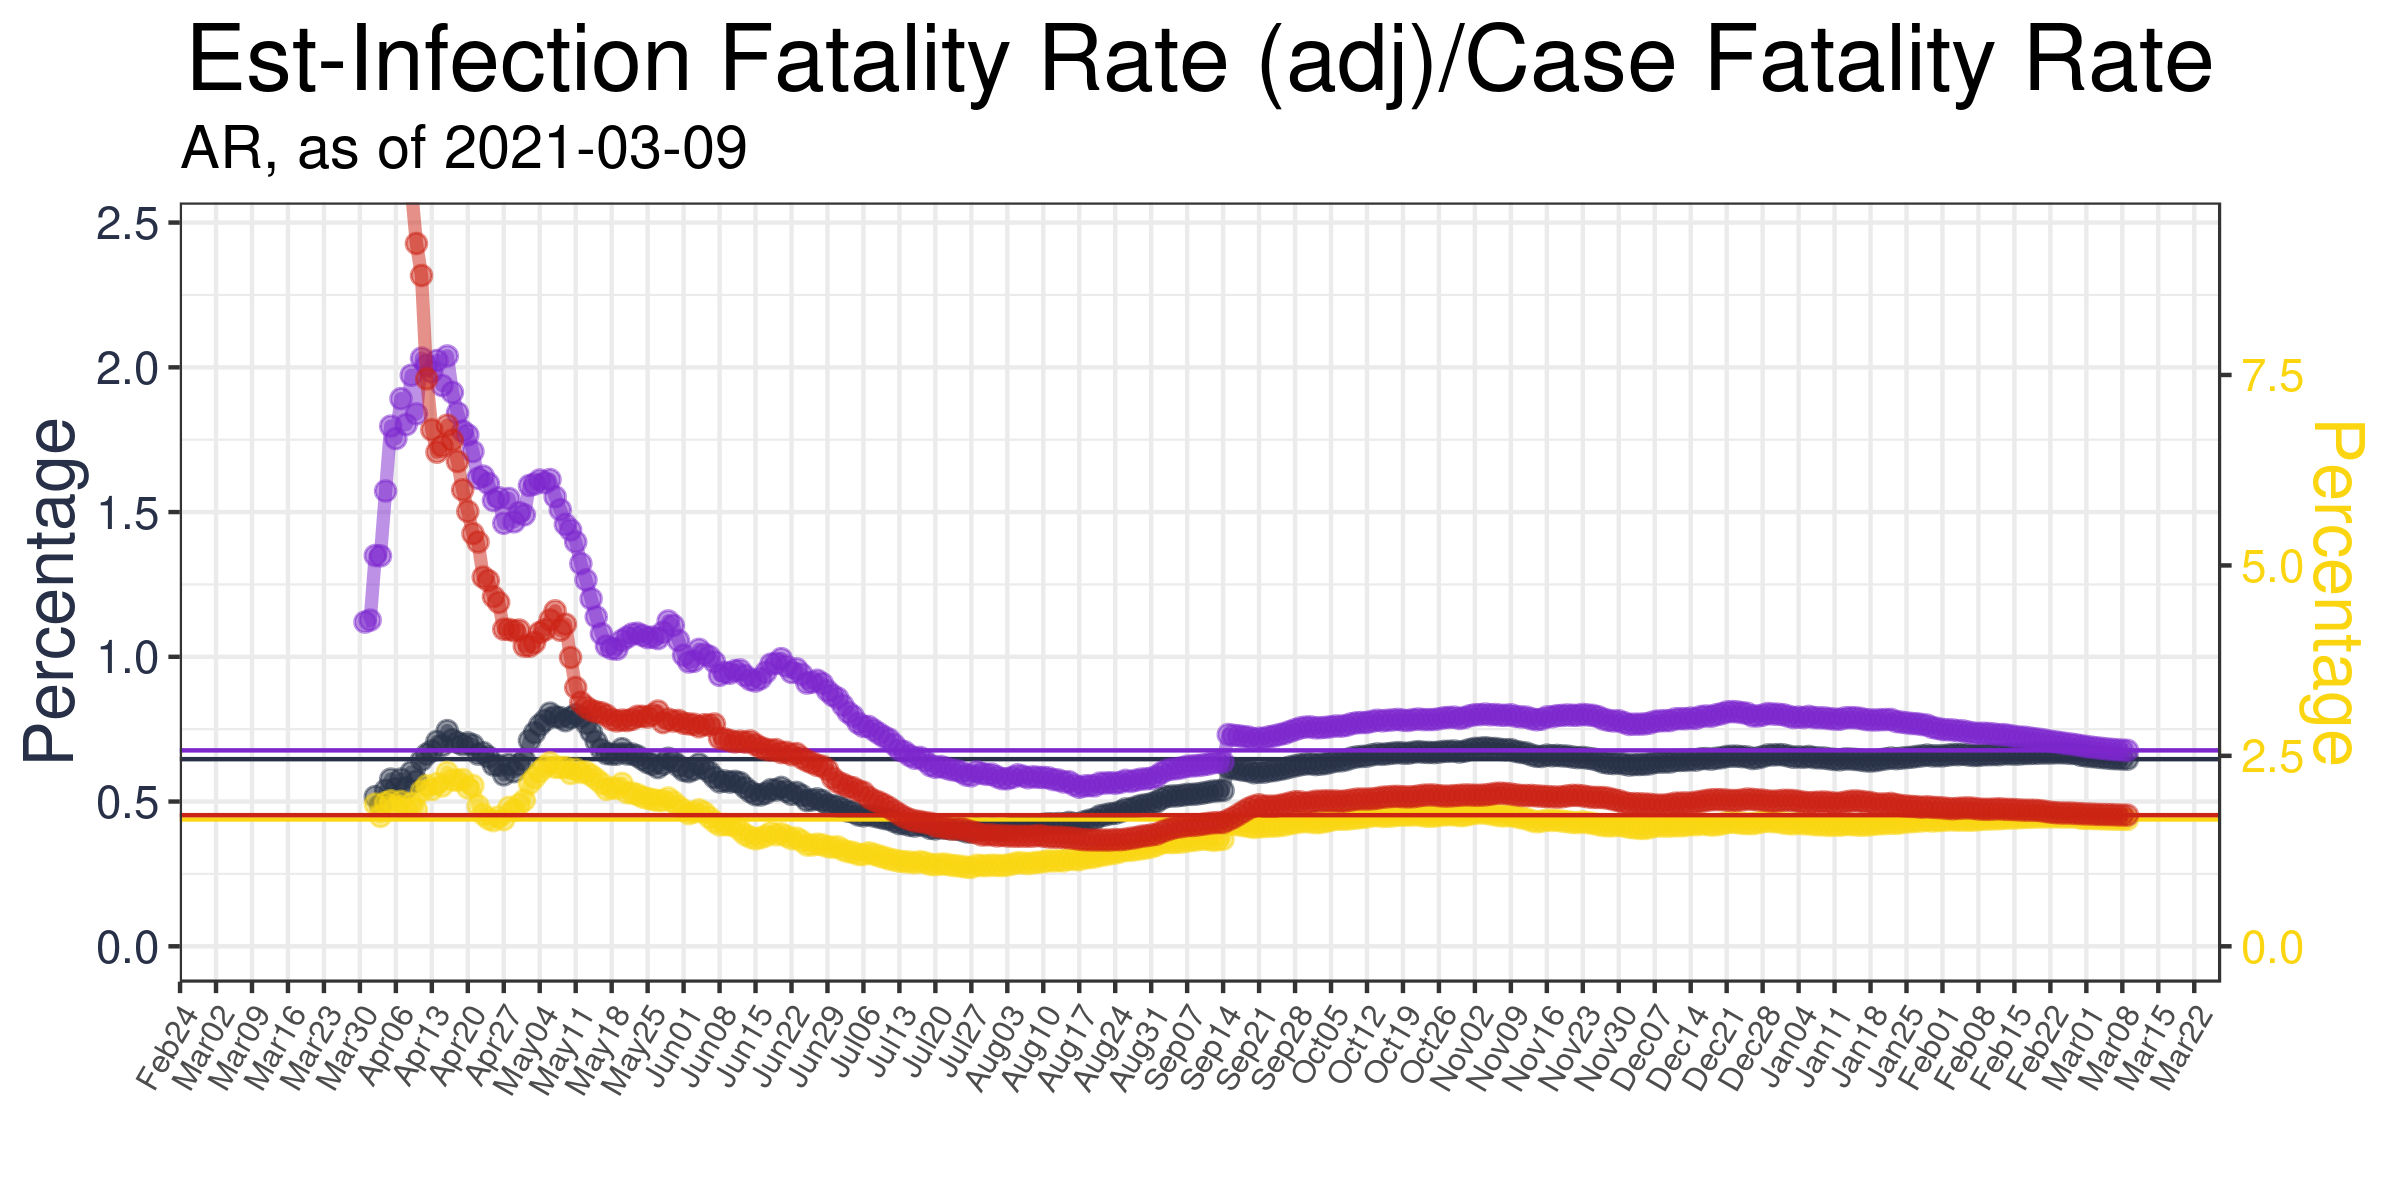 Est-Infection Fatality Rate (adj)/Case Fatality Rate
AR, as of 2021-03-09
Percentage
2.5
2.0
1.5
1.0
0.5
0.0
7.5
5.0
2.5
0.0
Percentage
Feb24
Mar02
Mar09
Mar16
Mar23
Mar30
Apr06
Apr13
Apr20
Apr27
May04
May11
May18
May25
Jun01
Jun08
Jun15
Jun22
Jun29
Jul06
Jul13
Jul20
Jul27
Aug03
Aug10
Aug17
Aug24
Aug31
Sep07
Sep14
Sep21
Sep28
Oct05
Oct12
Oct19
Oct26
Nov02
Nov09
Nov16
Nov23
Nov30
Dec07
Dec14
Dec21
Dec28
Jan04
Jan11
Jan18
Jan25
Feb01
Feb08
Feb15
Feb22
Mar01
Mar08
Mar15
Mar22